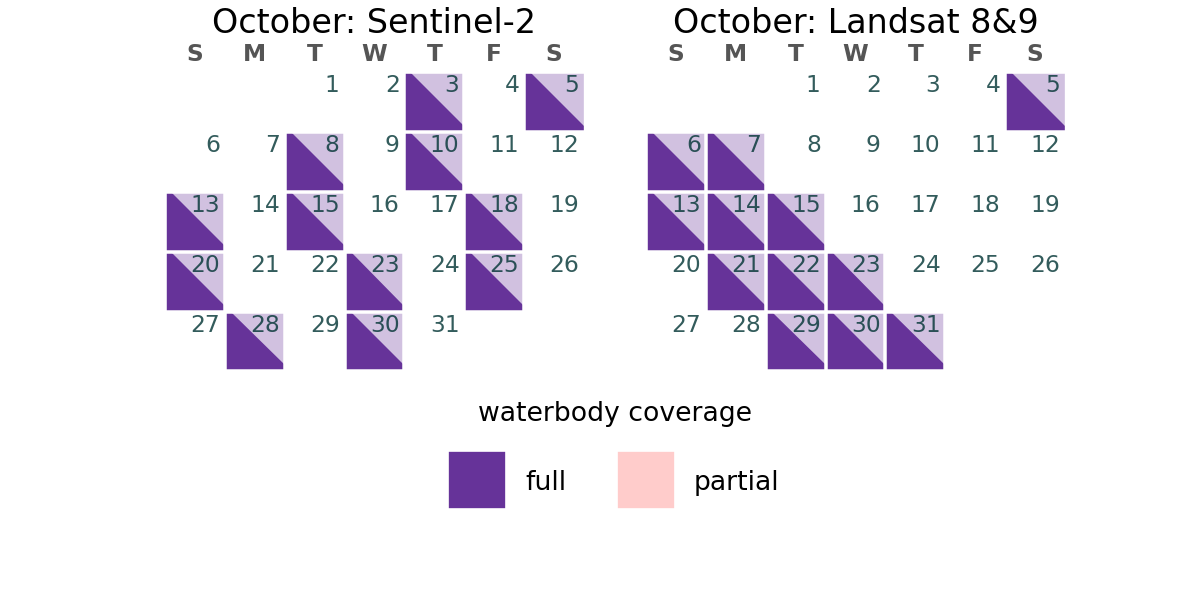 October: Sentinel-2
S M T W T F S
1 2 3 4 5
6 7 8 9 10 11 12
13 14 15 16 17 18 19
20 21 22 23 24 25 26
27 28 29 30 31
October: Landsat 8&9
S M T W T F S
1 2 3 4 5
6 7 8 9 10 11 12
13 14 15 16 17 18 19
20 21 22 23 24 25 26
27 28 29 30 31
waterbody coverage
full
partial